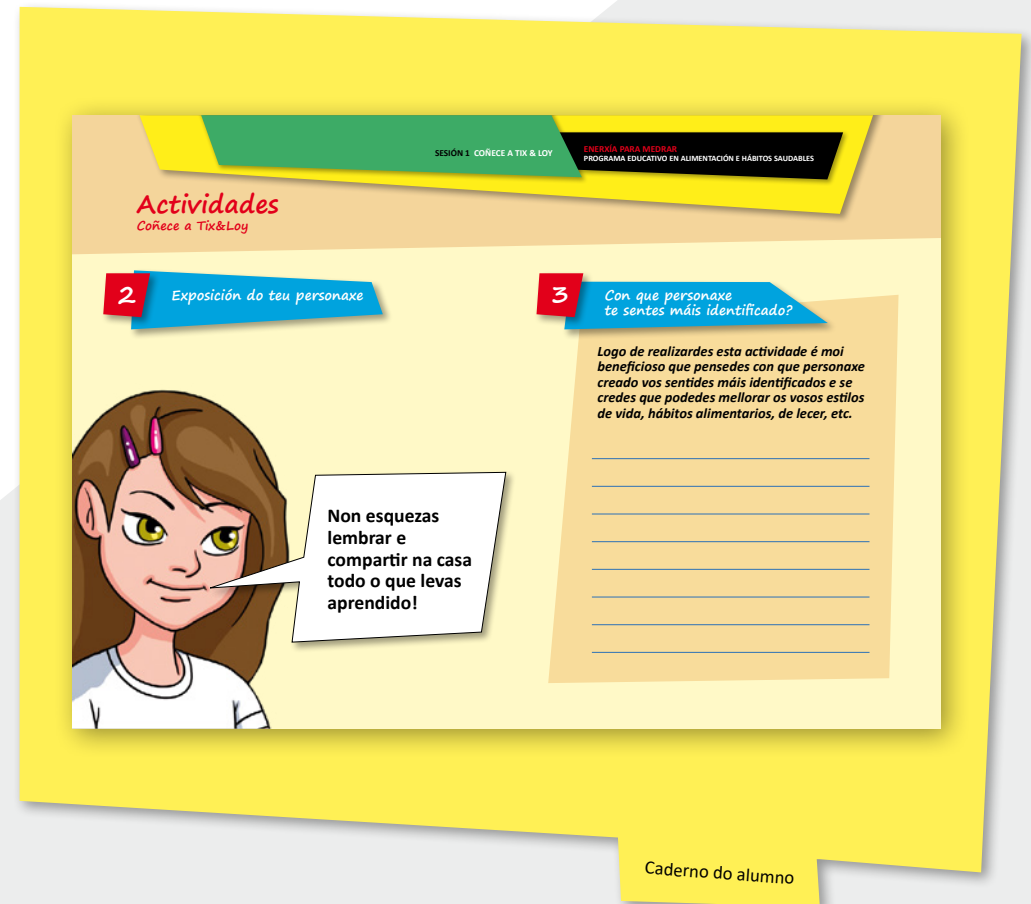 SESIÓN 1 COÑECE A TIX & LOY
ENERXÍA PARA MEDRAR
PROGRAMA EDUCATIVO EN ALIMENTACIÓN E HÁBITOS SAUDABLES
Actividades
Coñece a Tix&Loy
2
Exposición do teu personaxe
Non esquezas
lembrar e
compartir na casa
todo o que levas
aprendido!
3
Con que personaxe
te sentes máis identificado?
Logo de realizardes esta actividade é moi
beneficioso que pensedes con que personaxe
creado vos sentides máis identificados e se
credes que podedes mellorar os vosos estilos
de vida, hábitos alimentarios, de lecer, etc.
Caderno do alumno